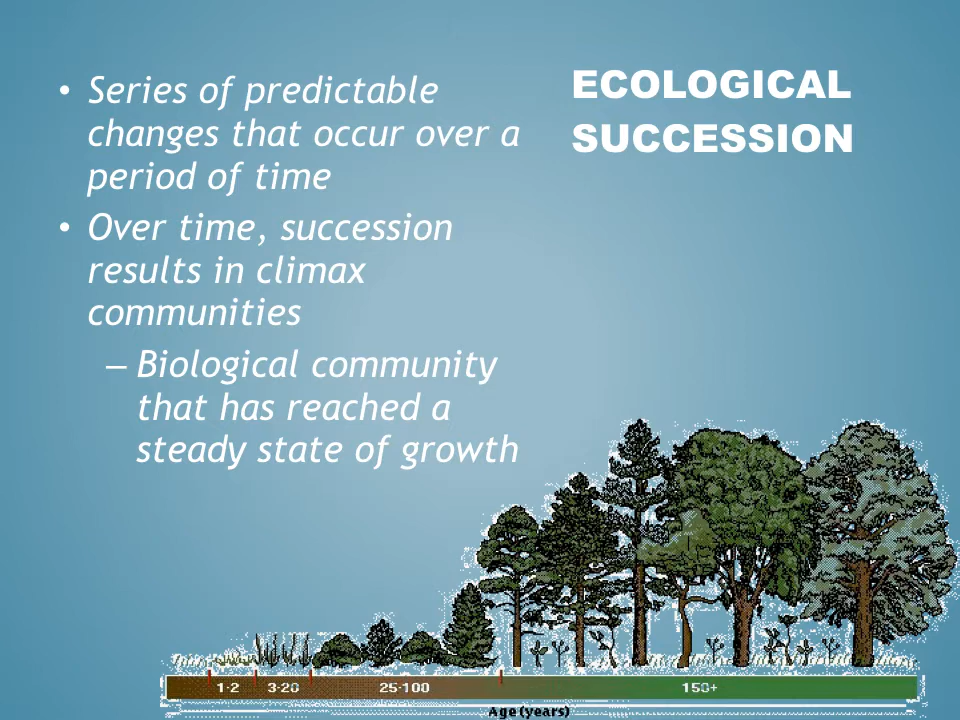 ECOLOGICAL
SUCCESSION
• Series of predictable
changes that occur over a
period of time
• Over time, succession
results in climax
communities
– Biological community
that has reached a
steady state of growth
1-2 3-20 25-100 150+
Age (years)